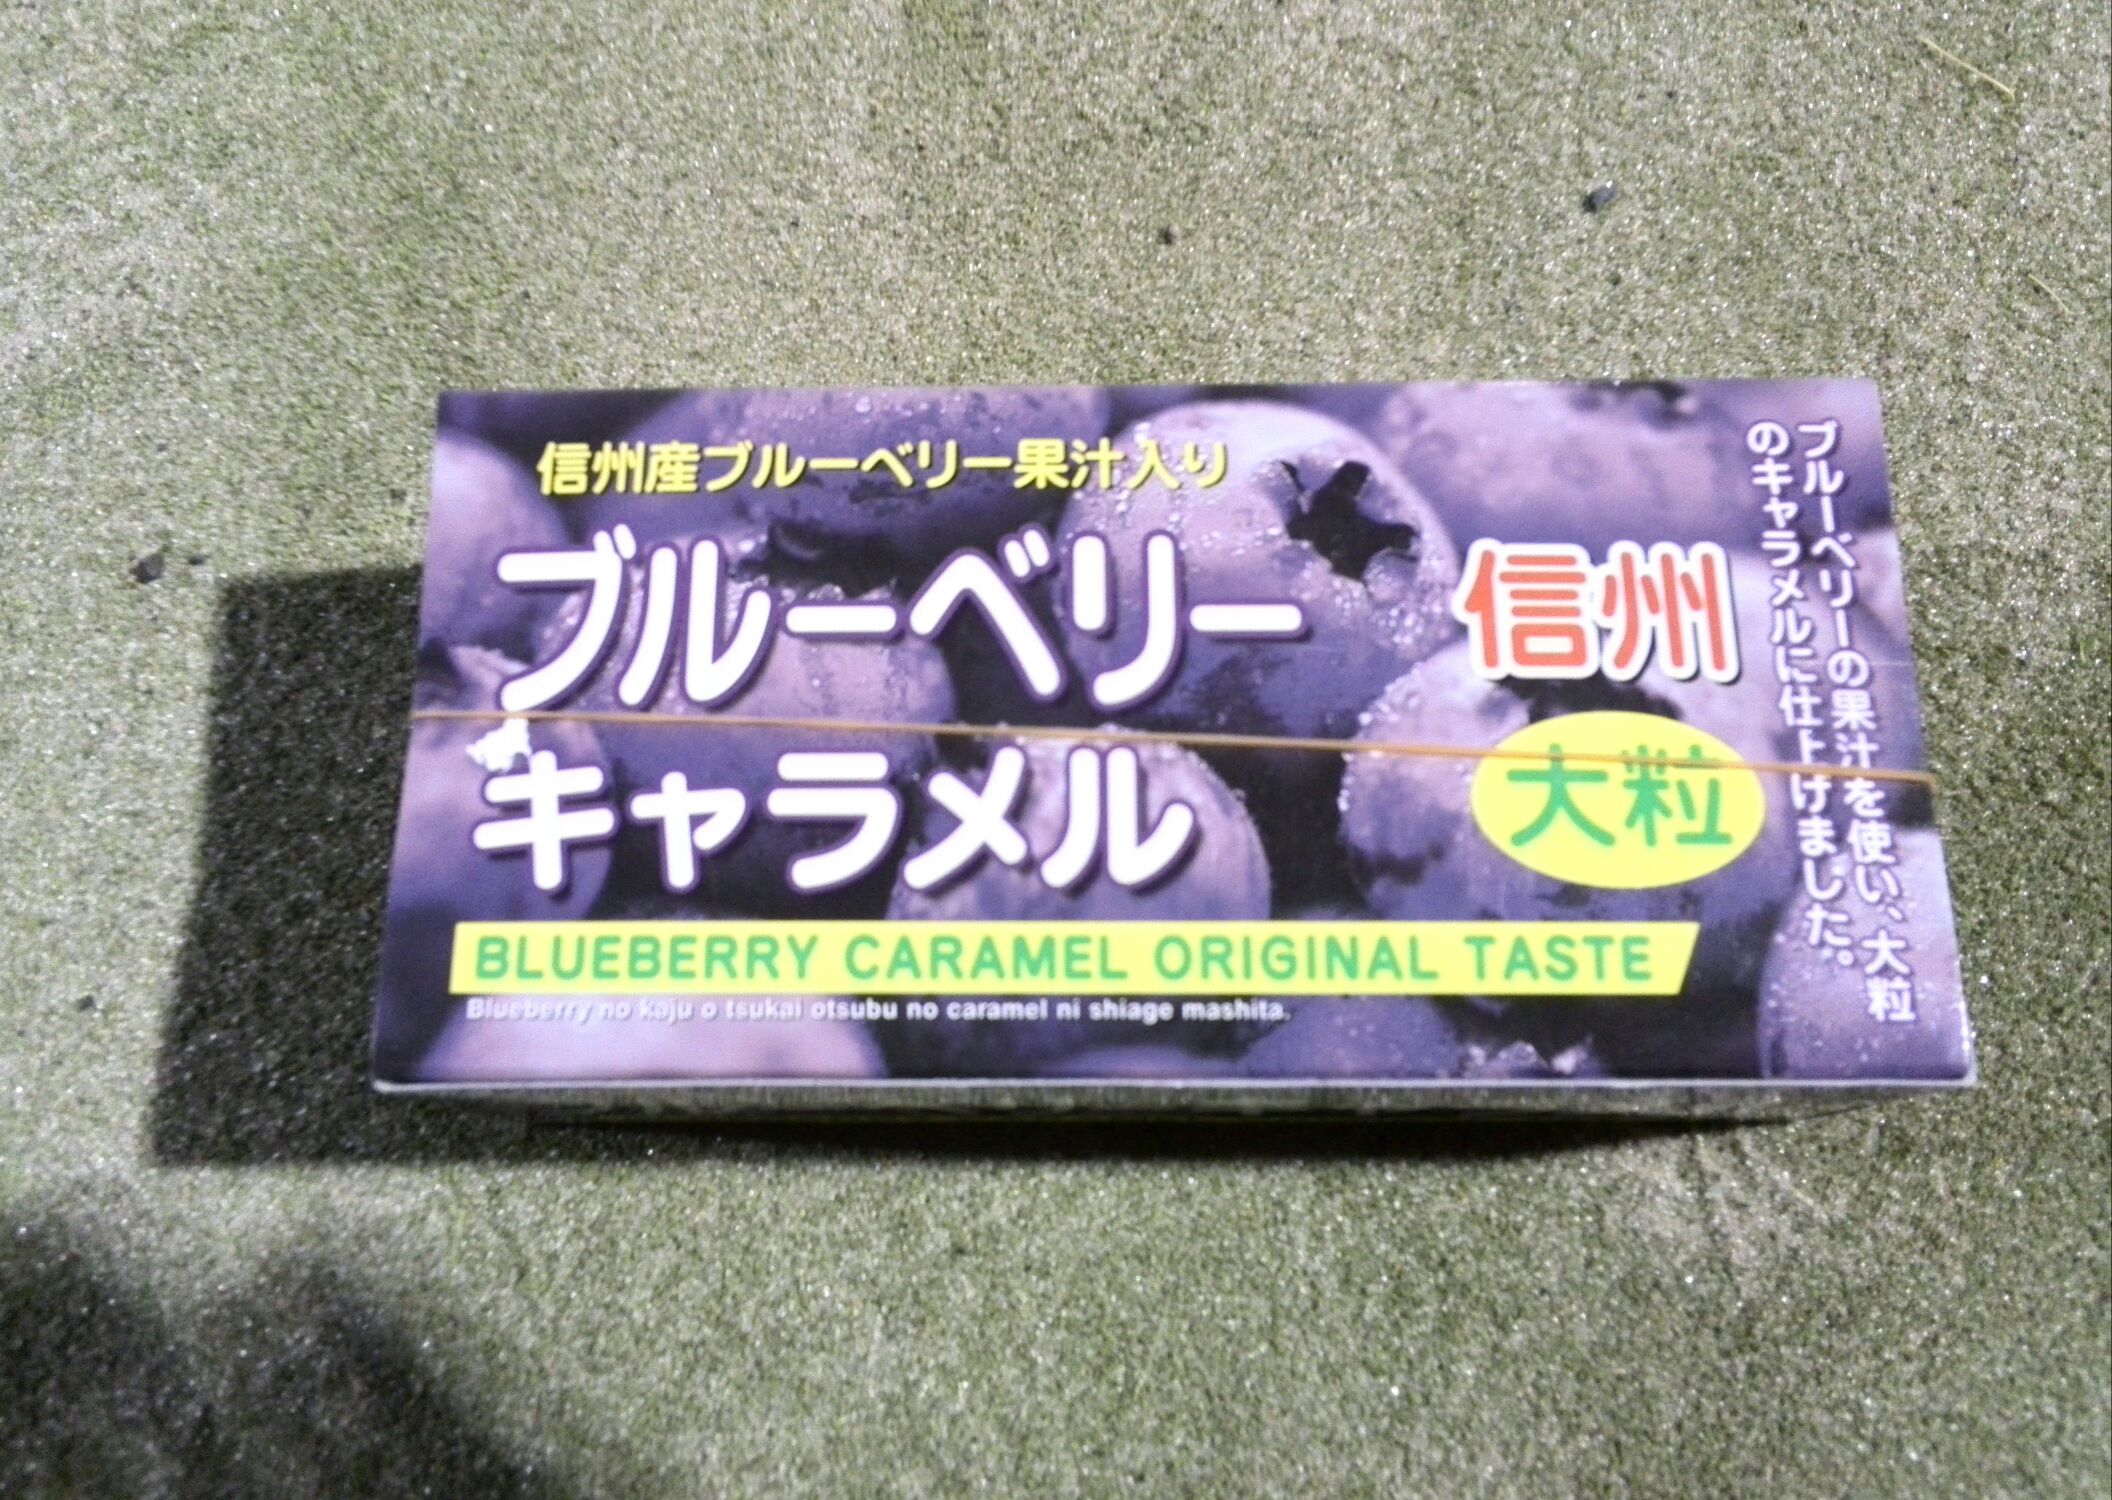 信州産ブルーベリー果汁入り
ブルーベリー
キャラメル
信州
大粒
ブルーベリーの果汁を使い、大粒
のキャラメルに仕上げました。
BLUEBERRY CARAMEL ORIGINAL TASTE
Blueberry no kaju o tsukai otsubu no caramel ni shiage mashita.